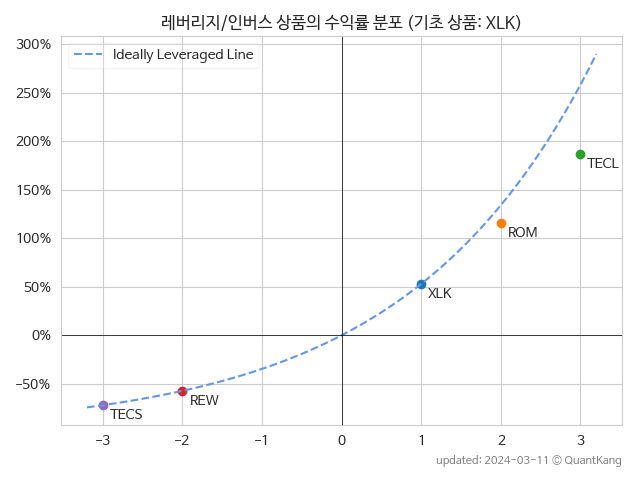 레버리지/인버스 상품의 수익률 분포 (기초 상품: XLK)
300%
Ideally Leveraged Line
250%
200%
150%
TECL
100%
ROM
50%
XLK
0%
−50%
REW
TECS
−3 −2 −1 0 1 2 3
updated: 2024-03-11 © QuantKang